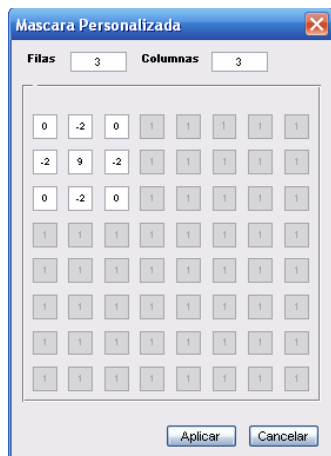 Mascara Personalizada
Filas 3 Columnas 3
0 -2 0 1 1 1 1 1
-2 9 -2 1 1 1 1 1
0 -2 0 1 1 1 1 1
1 1 1 1 1 1 1 1
1 1 1 1 1 1 1 1
1 1 1 1 1 1 1 1
1 1 1 1 1 1 1 1
1 1 1 1 1 1 1 1
Aplicar Cancelar